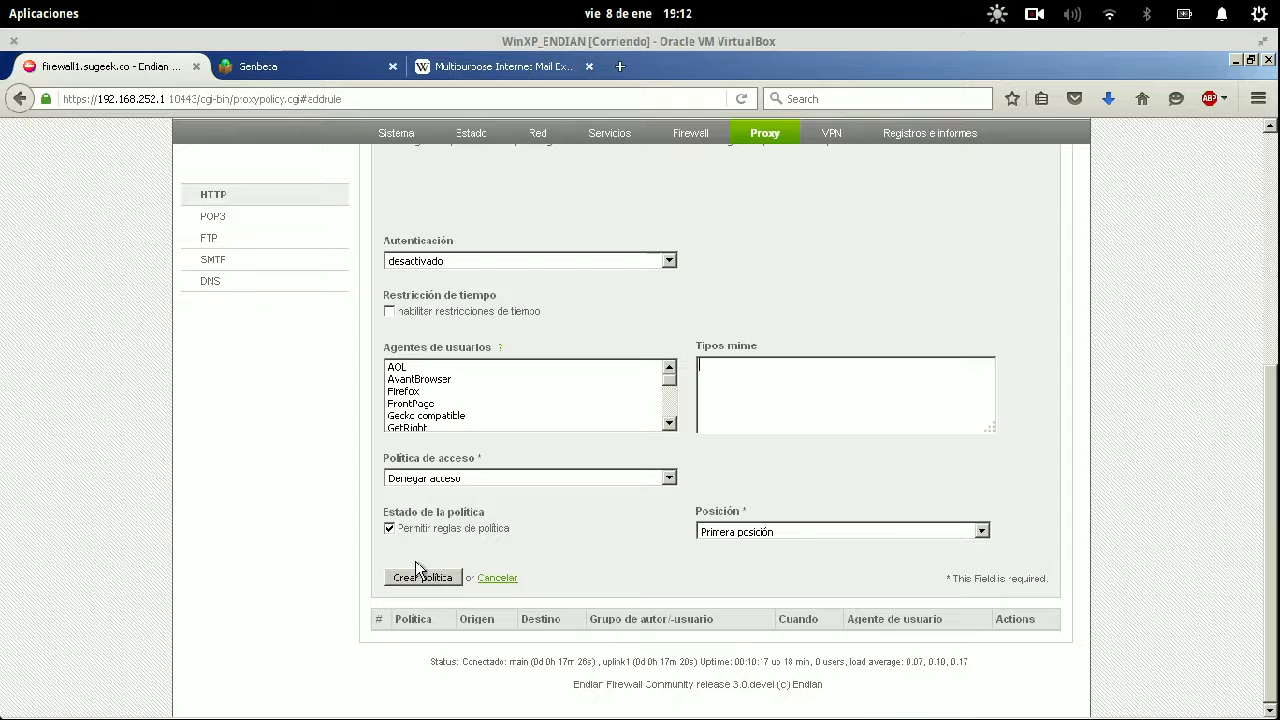 Aplicaciones
vie 8 de ene 19:12
WinXP_ENDIAN [Corriendo] - Oracle VM VirtualBox
firewall1.sugeek.co - Endian ...
Genbeta
Multipurpose Internet Mail Ex...
https://192.168.252.1:10443/cgi-bin/proxypolicy.cgi#addrule
Search
ABP
Sistema
Estado
Red
Servicios
Firewall
Proxy
VPN
Registros e informes
HTTP
POP3
FTP
SMTP
DNS
Autenticación
desactivado
Restricción de tiempo
habilitar restricciones de tiempo
Agentes de usuarios ?
Tipos mime
AOL
AvantBrowser
Firefox
FrontPage
Gecko compatible
GetRight
Política de acceso *
Denegar acceso
Estado de la política
Permitir reglas de política
Posición *
Primera posición
Crear política or Cancelar
* This Field is required.
# Política Origen Destino Grupo de autor/-usuario Cuando Agente de usuario Actions
Status: Conectado: main (0d 0h 17m 26s) , uplink1 (0d 0h 17m 20s) Uptime: 00:10:17 up 18 min, 0 users, load average: 0.07, 0.10, 0.17
Endian Firewall Community release 3.0.devel (c) Endian